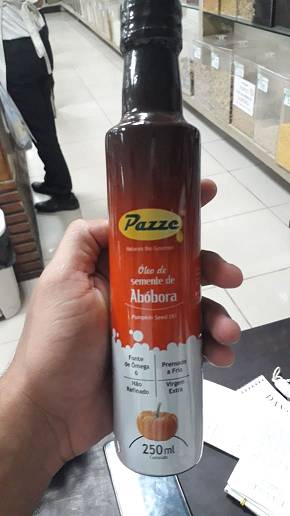 Pazze
Óleo de
semente de
Abóbora
Pumpkin Seed Oil
Fonte
de Ômega
6
Prensado
a Frio
Não
Refinado
Virgem
Extra
250ml